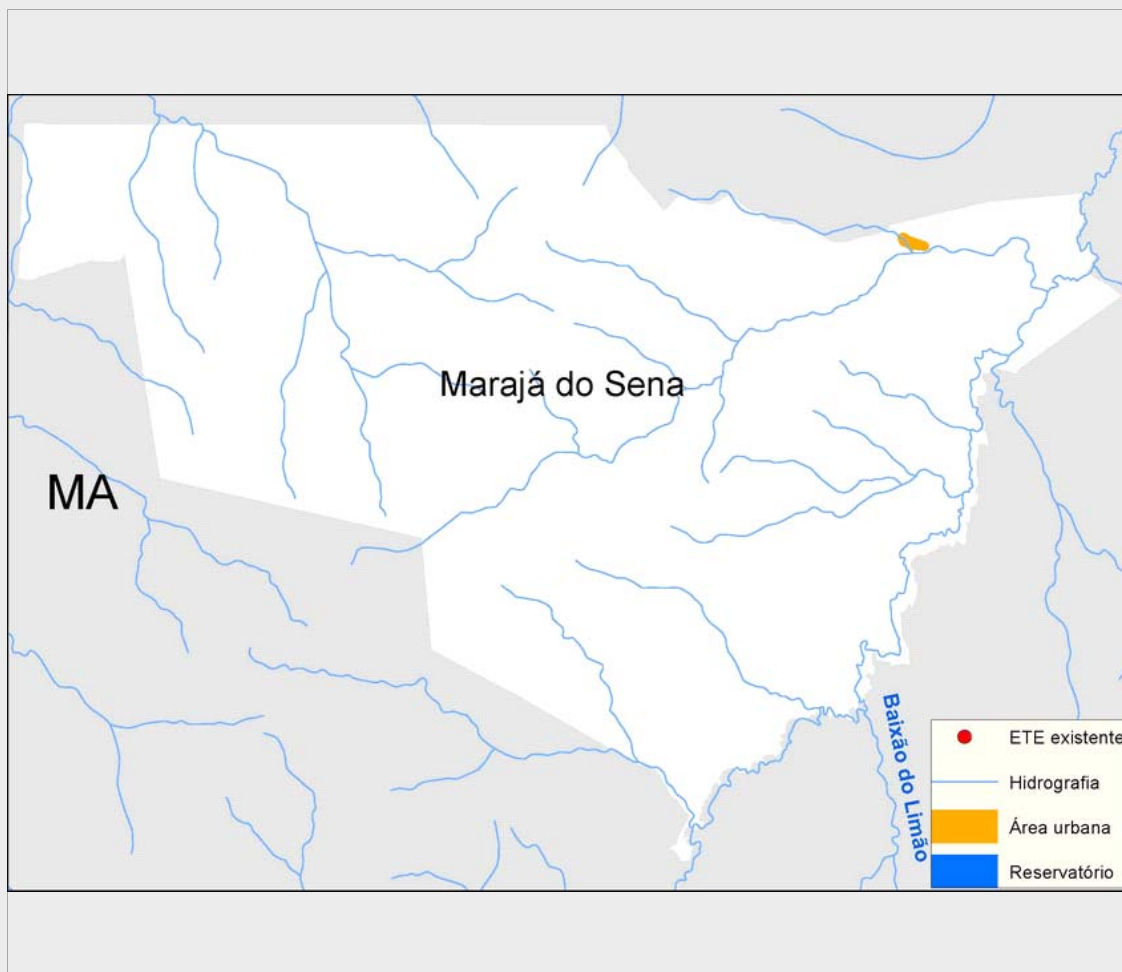 Marajá do Sena
MA
Baixão do Limão
ETE existente
Hidrografia
Área urbana
Reservatório